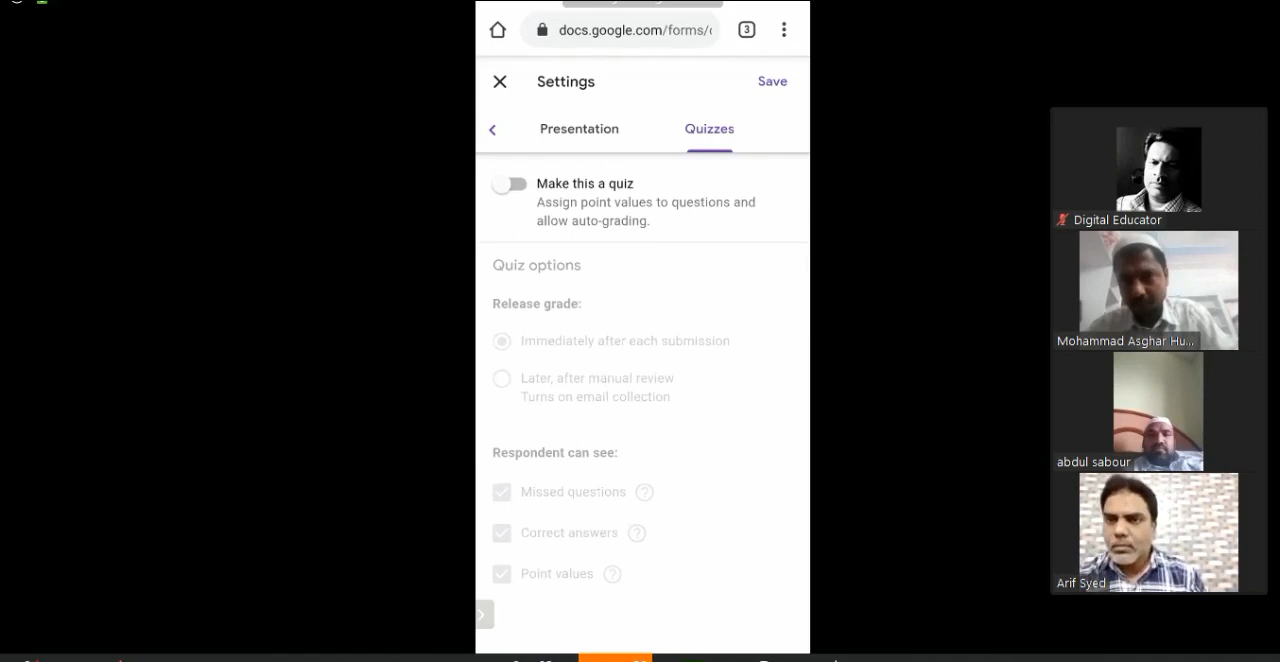 docs.google.com/forms/
3
Settings
Save
Presentation
Quizzes
Make this a quiz
Assign point values to questions and
allow auto-grading.
Quiz options
Release grade:
Immediately after each submission
Later, after manual review
Turns on email collection
Respondent can see:
Missed questions
Correct answers
Point values
Digital Educator
Mohammad Asghar Hu...
abdul sabour
Arif Syed